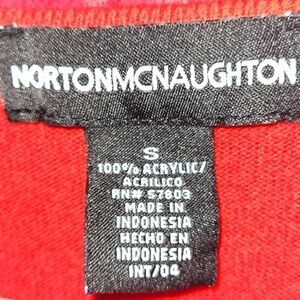 NORTONMCNAUGHTON
S
100% ACRYLIC/
ACRILICO
RN# 57803
MADE IN
INDONESIA
HECHO EN
INDONESIA
INT/04